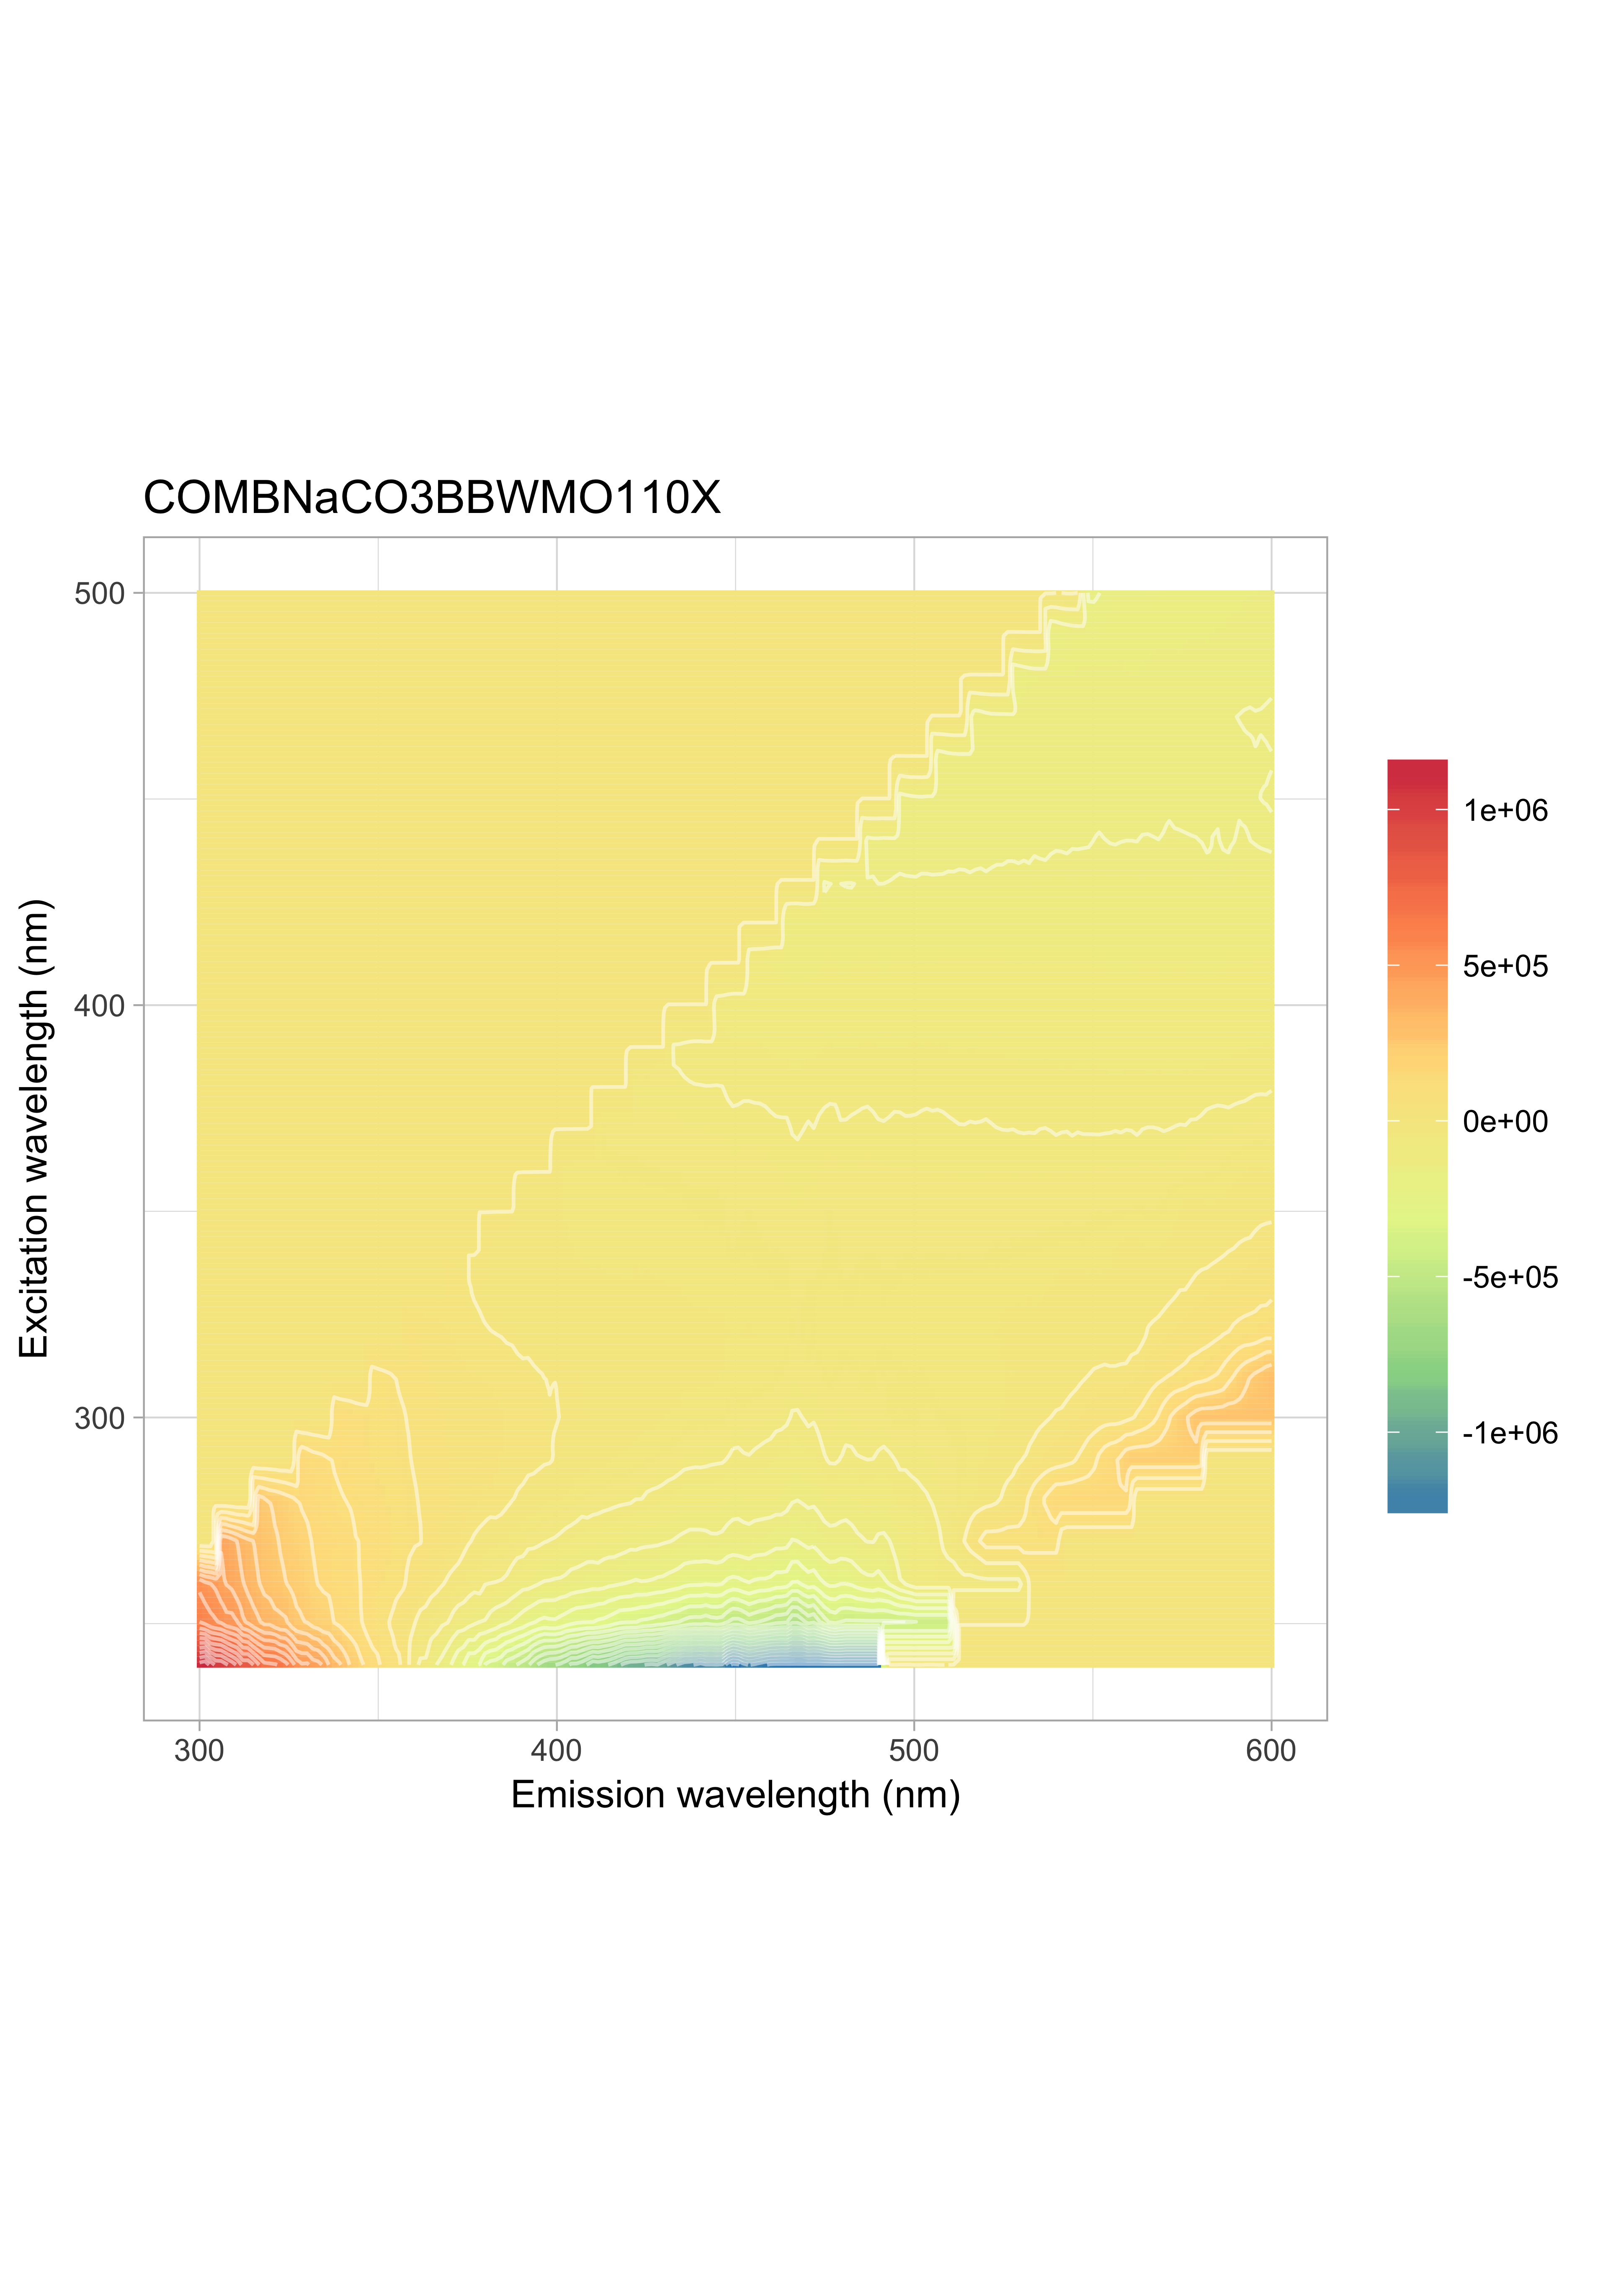 COMBNaCO3BBWMO110X
500
400
300
Excitation wavelength (nm)
300 400 500 600
Emission wavelength (nm)
1e+06
5e+05
0e+00
-5e+05
-1e+06